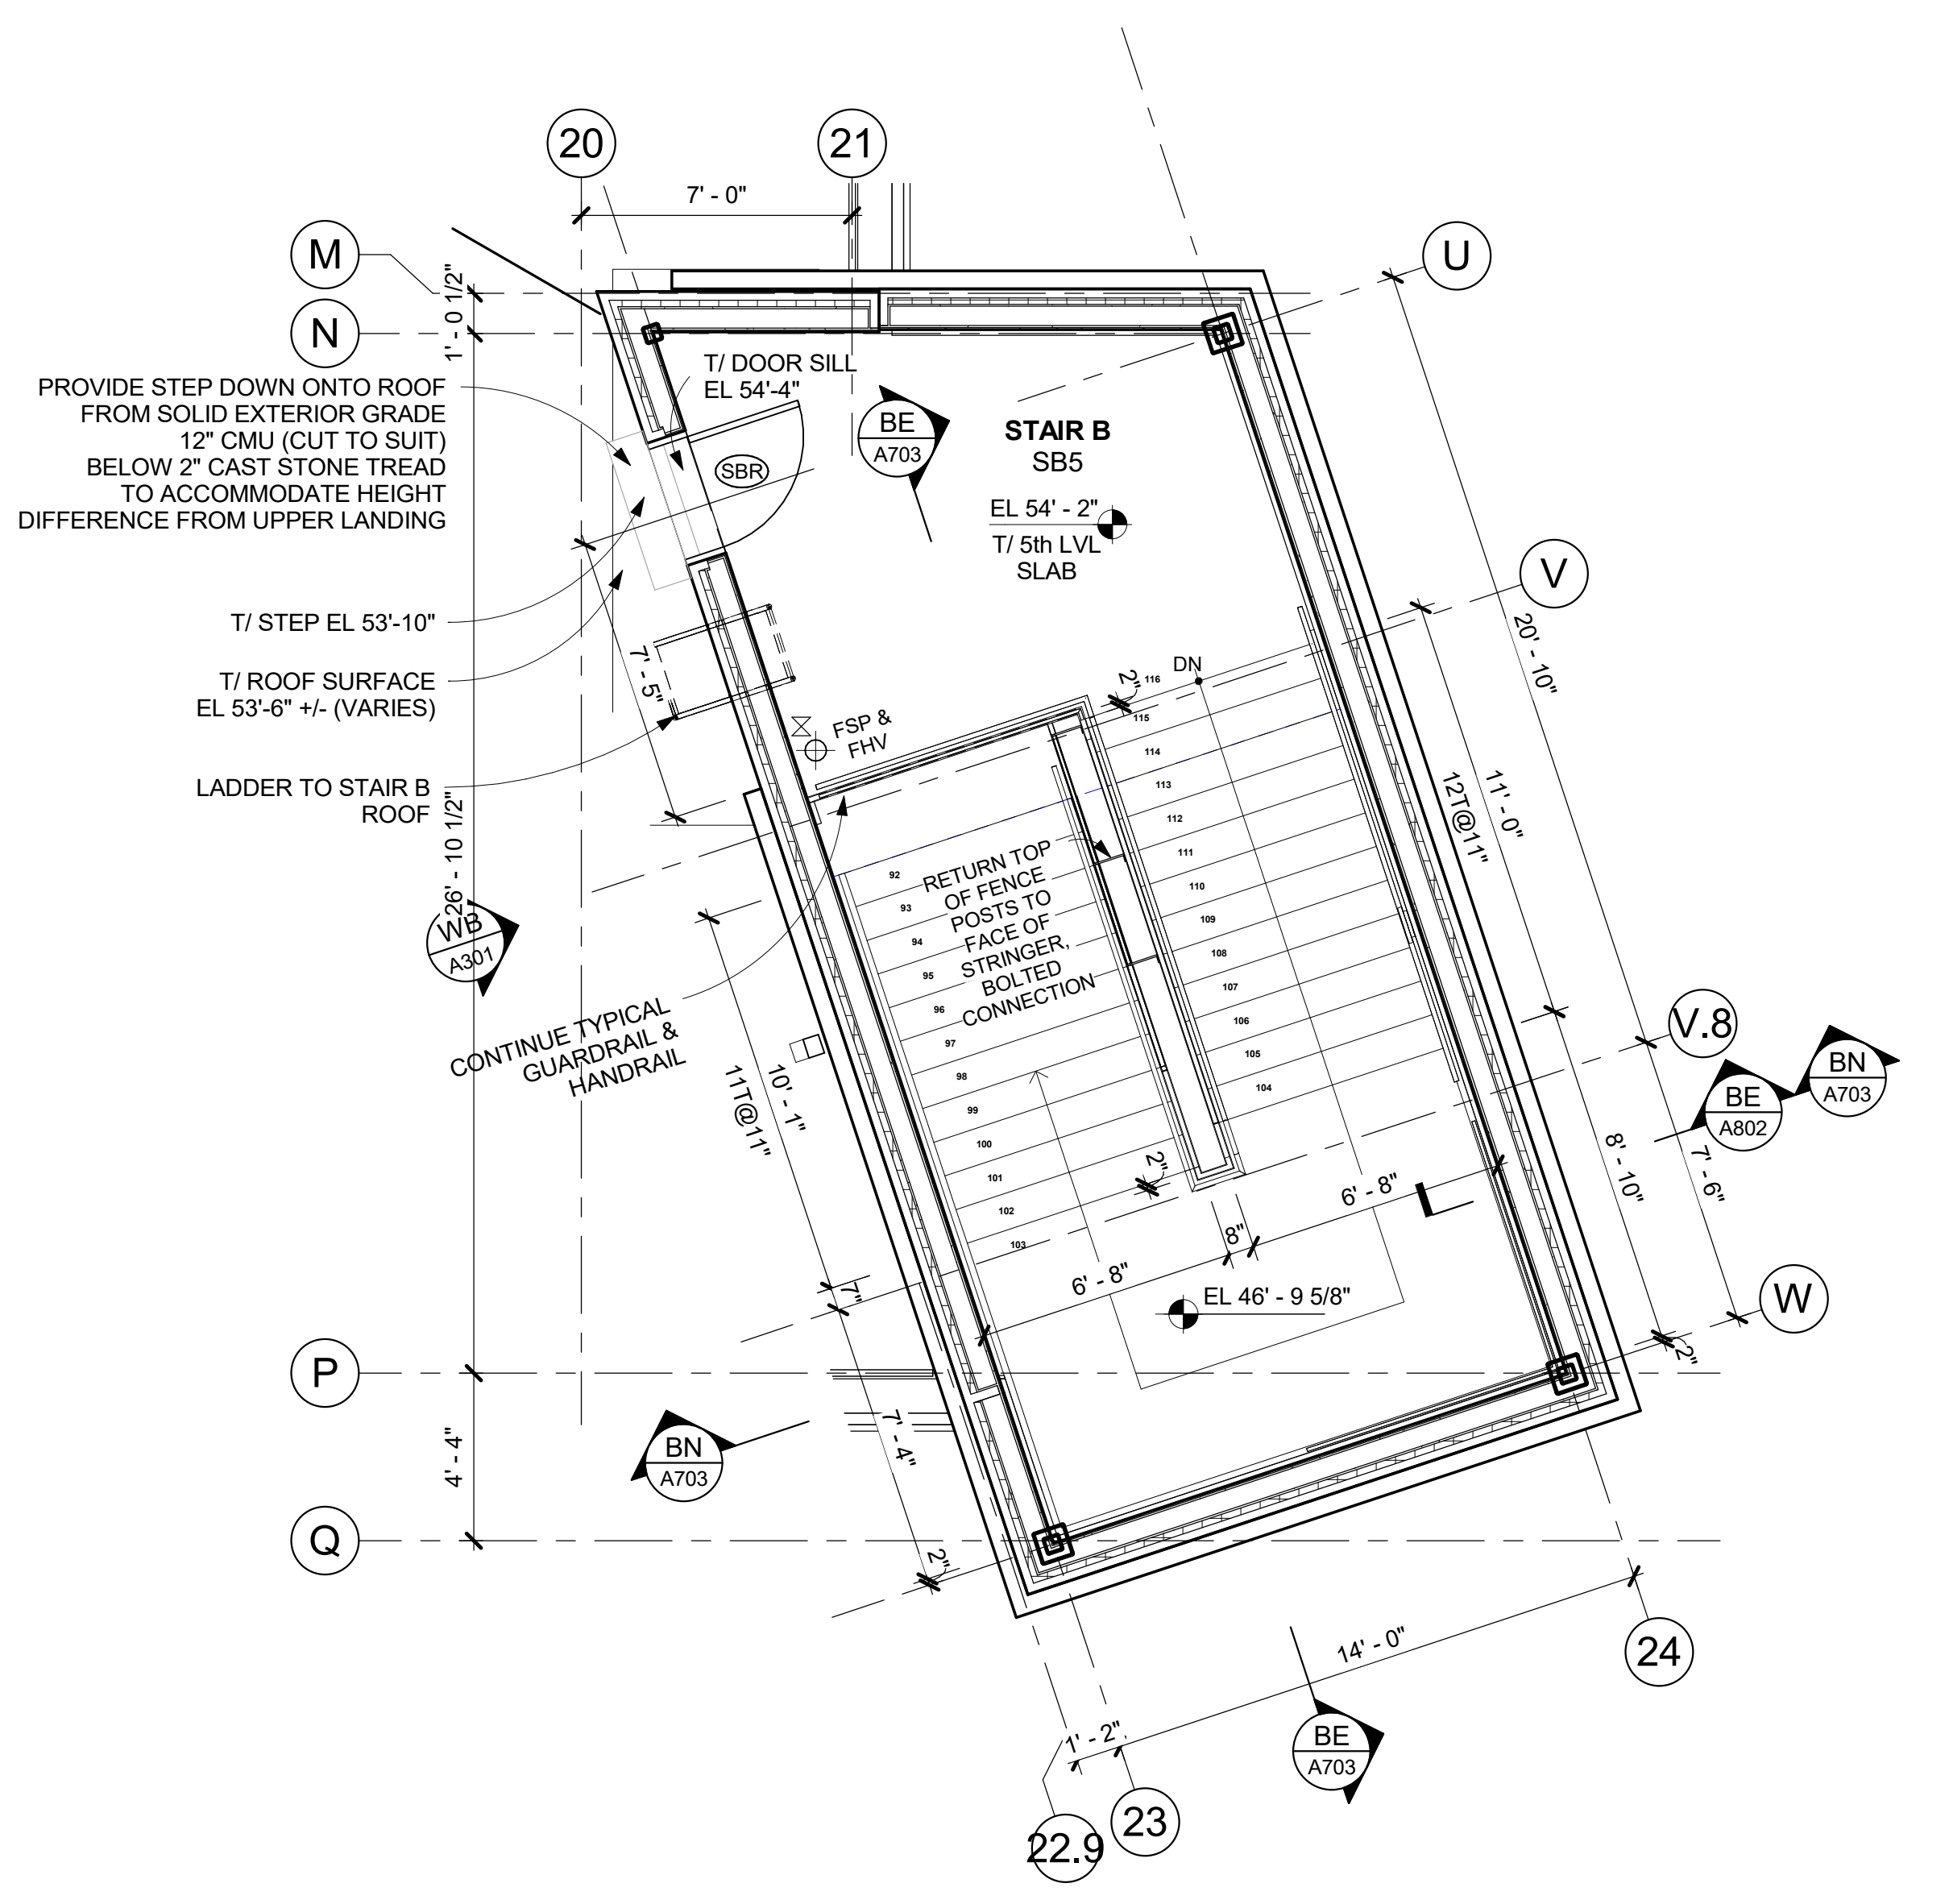 20
21
7' - 0"
M
N
U
1' - 0 1/2"
T/ DOOR SILL
EL 54'-4"
PROVIDE STEP DOWN ONTO ROOF
FROM SOLID EXTERIOR GRADE
12" CMU (CUT TO SUIT)
BELOW 2" CAST STONE TREAD
TO ACCOMMODATE HEIGHT
DIFFERENCE FROM UPPER LANDING
SBR
BE
A703
STAIR B
SB5
EL 54' - 2"
T/ 5th LVL
SLAB
V
20' - 10"
T/ STEP EL 53'-10"
T/ ROOF SURFACE
EL 53'-6" +/- (VARIES)
7' - 5"
LADDER TO STAIR B
ROOF
FSP &
FHV
DN
2"
116
115
114
113
112
111
110
109
108
107
106
105
104
11' - 0"
12T@11"
26' - 10 1/2"
WB
A301
92
93
94
95
96
97
98
99
100
101
102
103
RETURN TOP
OF FENCE
POSTS TO
FACE OF
STRINGER,
BOLTED
CONNECTION
CONTINUE TYPICAL
GUARDRAIL &
HANDRAIL
10' - 1"
11T@11"
V.8
BN
A703
BE
A802
8' - 10"
7' - 6"
2"
6' - 8"
8"
6' - 8"
7"
EL 46' - 9 5/8"
W
2"
P
7' - 4"
4' - 4"
BN
A703
Q
2"
14' - 0"
24
1' - 2"
BE
A703
23
22.9